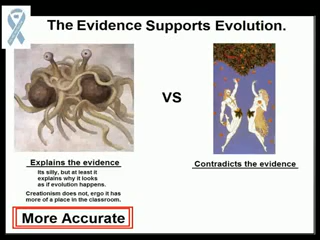 The Evidence Supports Evolution.
VS
Explains the evidence
Its silly, but at least it
explains why it looks
as if evolution happens.
Creationism does not, ergo it has
more of a place in the classroom.
More Accurate
Contradicts the evidence